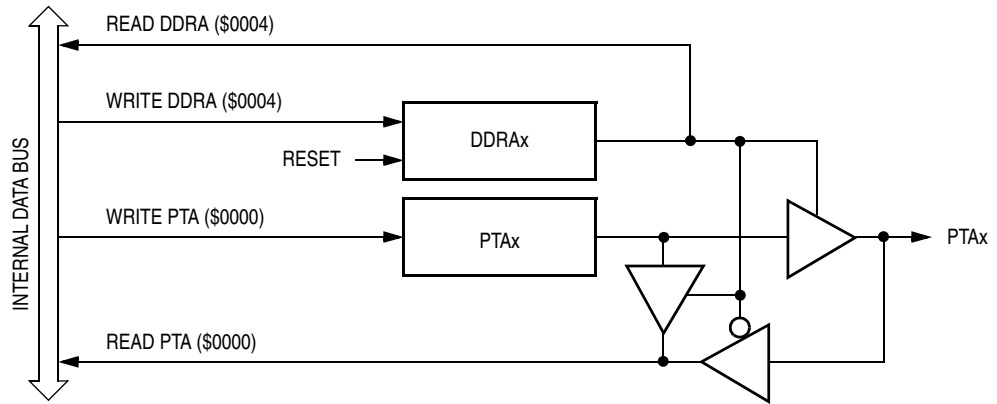 READ DDRA ($0004)
WRITE DDRA ($0004)
DDRAx
RESET
INTERNAL DATA BUS
WRITE PTA ($0000)
PTAx
PTAx
READ PTA ($0000)